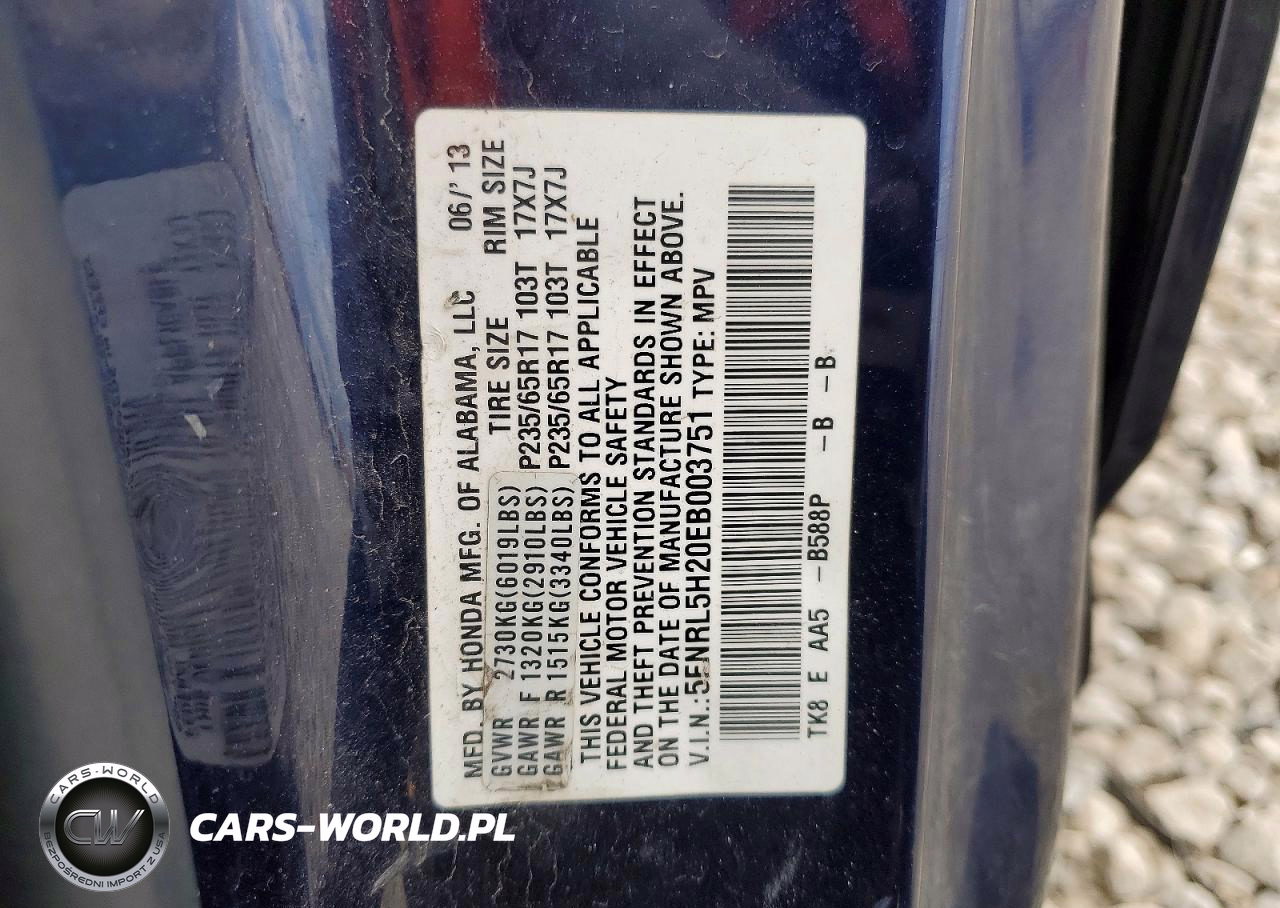 MFD. BY HONDA MFG. OF ALABAMA, LLC 06/' 13
TIRE SIZE RIM SIZE
GVWR 2730KG(6019LBS)
GAWR F 1320KG(2910LBS) P235/65R17 103T 17X7J
GAWR R 1515KG(3340LBS) P235/65R17 103T 17X7J
THIS VEHICLE CONFORMS TO ALL APPLICABLE
FEDERAL MOTOR VEHICLE SAFETY
AND THEFT PREVENTION STANDARDS IN EFFECT
ON THE DATE OF MANUFACTURE SHOWN ABOVE.
V.I.N.:5FNRL5H20EB003751 TYPE: MPV
TK8 E AA5 -B588P -B -B.
CARS-WORLD
CW
BEZPOŚREDNI IMPORT Z USA
CARS-WORLD.PL